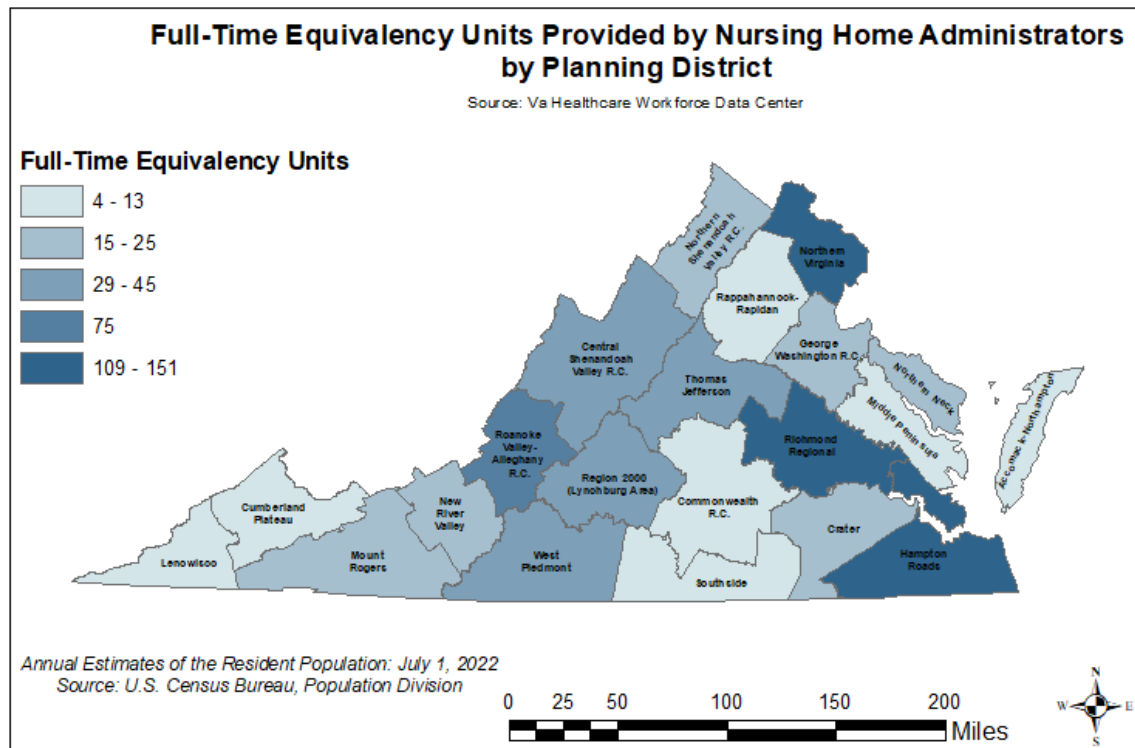 Full-Time Equivalency Units Provided by Nursing Home Administrators
by Planning District
Source: Va Healthcare Workforce Data Center
Full-Time Equivalency Units
4 - 13
15 - 25
29 - 45
75
109 - 151
Northern
Shenandoah
Valley R.C.
Northern
Virginia
Rappahannock-
Rapidan
Central
Shenandoah
Valley R.C.
George
Washington R.C.
Northern Neck
Thomas
Jefferson
Middle Peninsula
Accomack-Northampton
Roanoke
Valley-
Alleghany
R.C.
Richmond
Regional
Region 2000
(Lynchburg Area)
Commonwealth
R.C.
Cumberland
Plateau
New
River
Valley
Crater
Lenowisco
Mount
Rogers
West
Piedmont
Southside
Hampton
Roads
Annual Estimates of the Resident Population: July 1, 2022
Source: U.S. Census Bureau, Population Division
0 25 50 100 150 200
Miles
N
W E
S